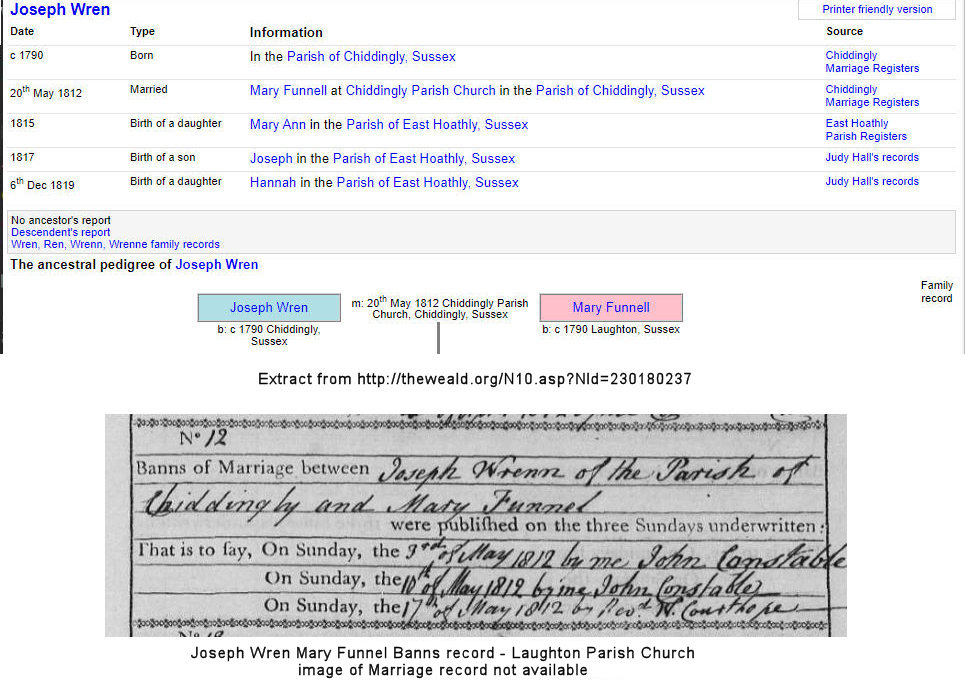 Joseph Wren
Printer friendly version
Date Type Information Source
c 1790 Born In the Parish of Chiddingly, Sussex Chiddingly
Marriage Registers
20th May 1812 Married Mary Funnell at Chiddingly Parish Church in the Parish of Chiddingly, Sussex Chiddingly
Marriage Registers
1815 Birth of a daughter Mary Ann in the Parish of East Hoathly, Sussex East Hoathly
Parish Registers
1817 Birth of a son Joseph in the Parish of East Hoathly, Sussex Judy Hall's records
6th Dec 1819 Birth of a daughter Hannah in the Parish of East Hoathly, Sussex Judy Hall's records
No ancestor's report
Descendent's report
Wren, Ren, Wrenn, Wrenne family records
The ancestral pedigree of Joseph Wren
Family
record
Joseph Wren
b: c 1790 Chiddingly,
Sussex
m: 20th May 1812 Chiddingly Parish
Church, Chiddingly, Sussex
Mary Funnell
b: c 1790 Laughton, Sussex
Extract from http://theweald.org/N10.asp?NId=230180237
No 12
Banns of Marriage between Joseph Wrenn of the Parish of
Chiddingly and Mary Funnel
were publiſhed on the three Sundays underwritten:
That is to ſay, On Sunday, the 3rd of May 1812 by me John Constable
On Sunday, the 10th of May 1812 by me John Constable
On Sunday, the 17th of May 1812 by Revd W. Courthope
Joseph Wren Mary Funnel Banns record - Laughton Parish Church
image of Marriage record not available